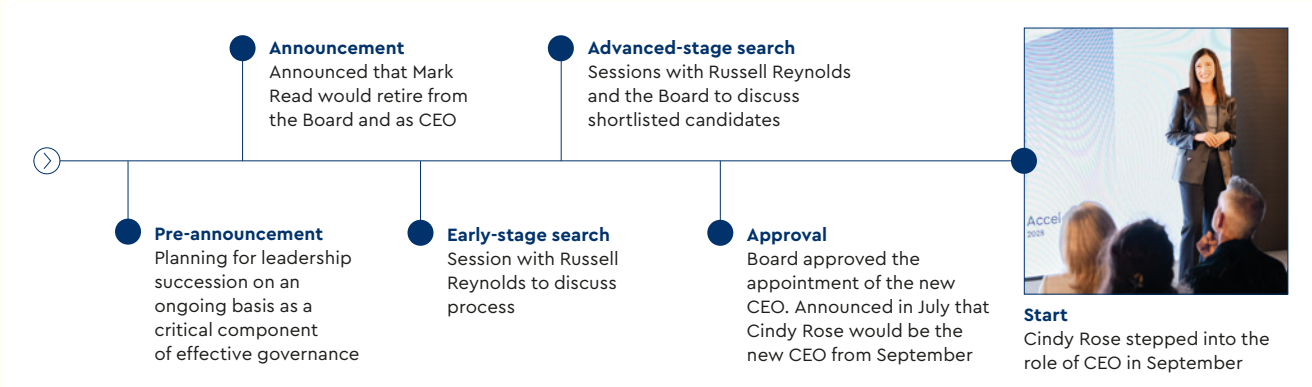 Announcement
Announced that Mark
Read would retire from
the Board and as CEO
Advanced-stage search
Sessions with Russell Reynolds
and the Board to discuss
shortlisted candidates
Pre-announcement
Planning for leadership
succession on an
ongoing basis as a
critical component
of effective governance
Early-stage search
Session with Russell
Reynolds to discuss
process
Approval
Board approved the
appointment of the new
CEO. Announced in July that
Cindy Rose would be the
new CEO from September
Accel
Start
Cindy Rose stepped into the
role of CEO in September